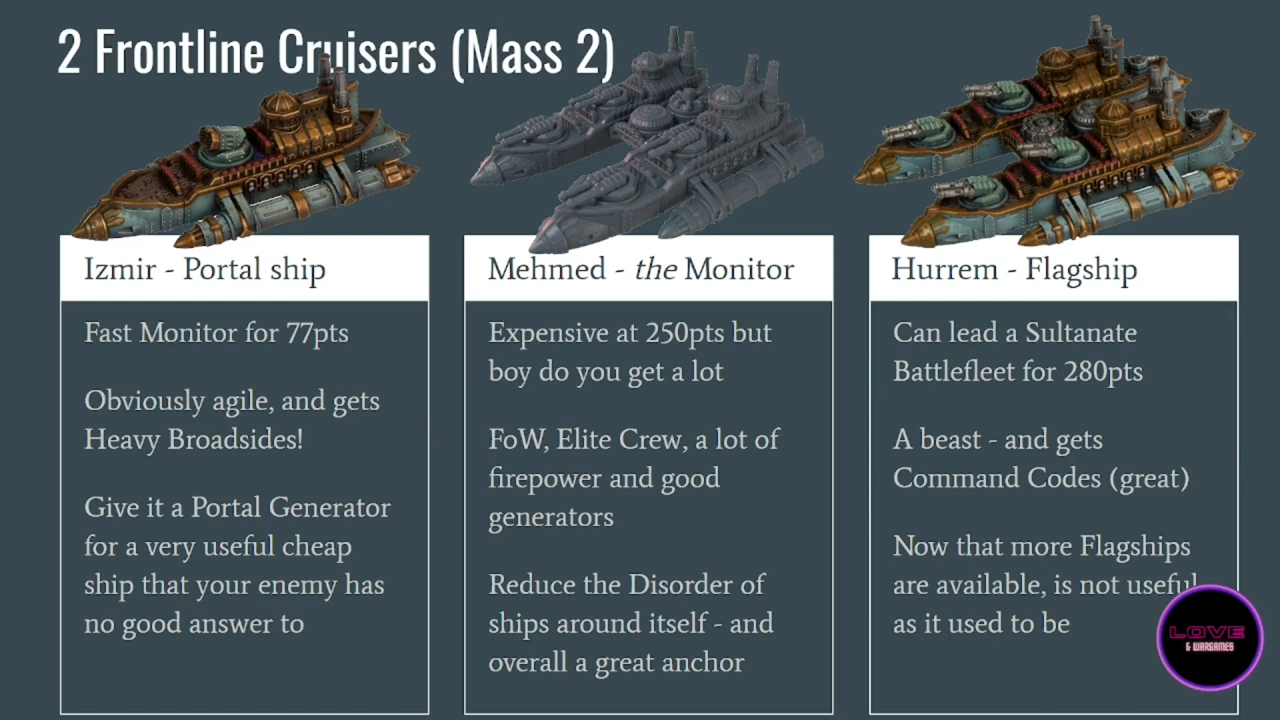 2 Frontline Cruisers (Mass 2)
Izmir - Portal ship
Fast Monitor for 77pts
Obviously agile, and gets
Heavy Broadsides!
Give it a Portal Generator
for a very useful cheap
ship that your enemy has
no good answer to
Mehmed - the Monitor
Expensive at 250pts but
boy do you get a lot
FoW, Elite Crew, a lot of
firepower and good
generators
Reduce the Disorder of
ships around itself - and
overall a great anchor
Hurrem - Flagship
Can lead a Sultanate
Battlefleet for 280pts
A beast - and gets
Command Codes (great)
Now that more Flagships
are available, is not useful
as it used to be
LOVE
& WARGAMES